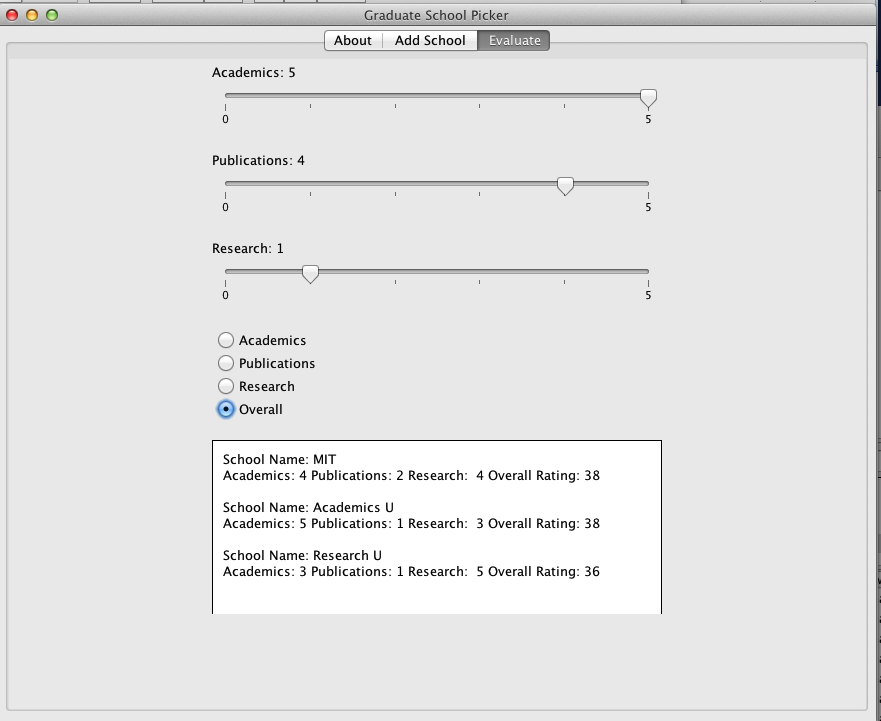 Graduate School Picker
About Add School Evaluate
Academics: 5
0 5
Publications: 4
0 5
Research: 1
0 5
Academics
Publications
Research
Overall
School Name: MIT
Academics: 4 Publications: 2 Research:  4 Overall Rating: 38
School Name: Academics U
Academics: 5 Publications: 1 Research:  3 Overall Rating: 38
School Name: Research U
Academics: 3 Publications: 1 Research:  5 Overall Rating: 36